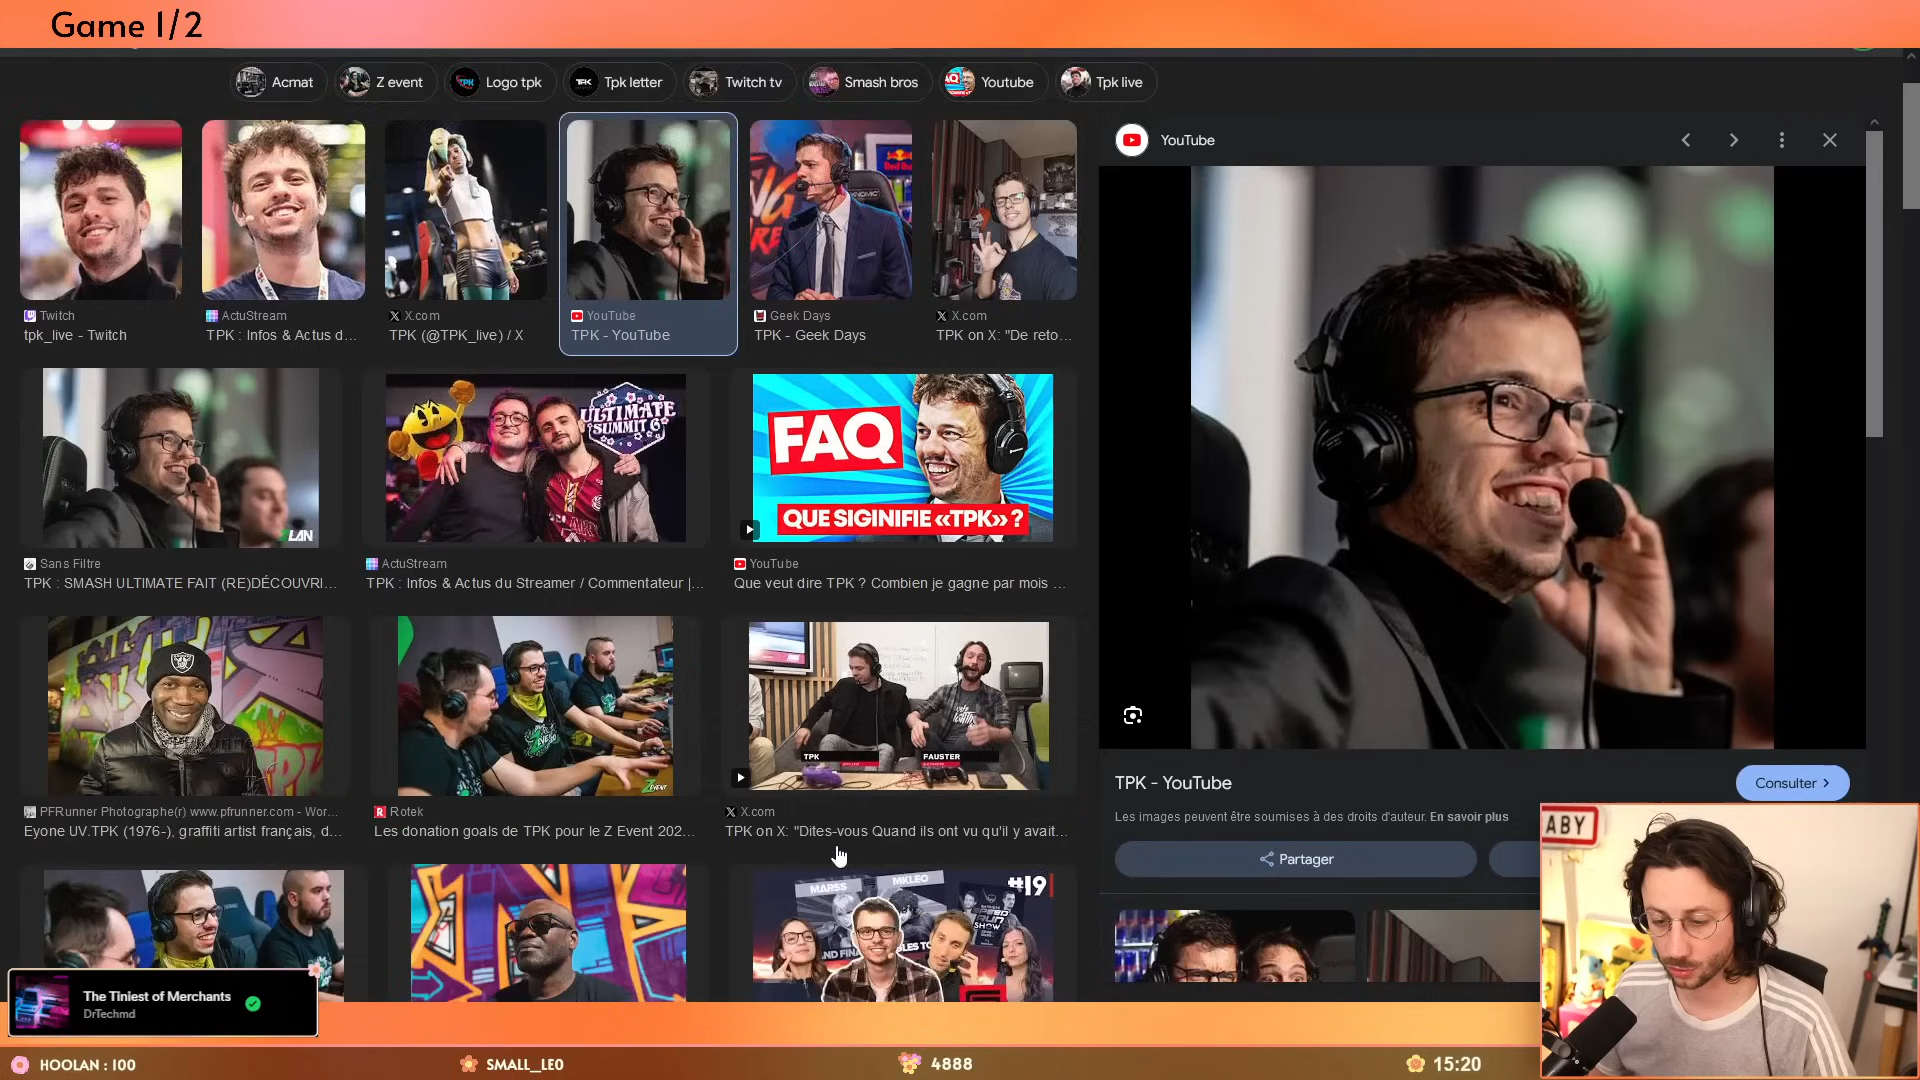 Game 1/2
Acmat
Z event
Logo tpk
Tpk letter
Twitch tv
Smash bros
Youtube
Tpk live
YouTube
Twitch
tpk_live - Twitch
ActuStream
TPK : Infos & Actus d...
X.com
TPK (@TPK_live) / X
YouTube
TPK - YouTube
Geek Days
TPK - Geek Days
X.com
TPK on X: "De reto...
ZLAN
ULTIMATE
SUMMIT 6
FAQ
QUE SIGINIFIE «TPK» ?
Sans Filtre
TPK : SMASH ULTIMATE FAIT (RE)DÉCOUVRI...
ActuStream
TPK : Infos & Actus du Streamer / Commentateur |...
YouTube
Que veut dire TPK ? Combien je gagne par mois ...
TPK
FAUSTER
PFRunner Photographe(r) www.pfrunner.com - Wor...
Eyone UV.TPK (1976-), graffiti artist français, d...
Rotek
Les donation goals de TPK pour le Z Event 202...
X.com
TPK on X: "Dites-vous Quand ils ont vu qu'il y avait...
TPK - YouTube
Consulter
Les images peuvent être soumises à des droits d'auteur. En savoir plus
Partager
MARSS
MKLEO
#19
SPEED
RUN
SHOW
ABY
The Tiniest of Merchants
DrTechmd
HOOLAN : 100
SMALL_LE0
4888
15:20